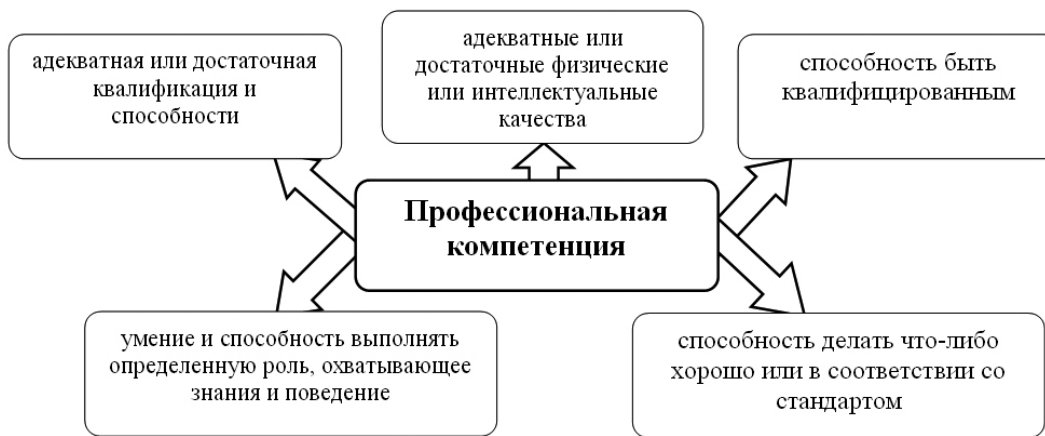 адекватная или достаточная
квалификация и
способности
адекватные или
достаточные физические
или интеллектуальные
качества
способность быть
квалифицированным
Профессиональная
компетенция
умение и способность выполнять
определенную роль, охватывающее
знания и поведение
способность делать что-либо
хорошо или в соответствии со
стандартом